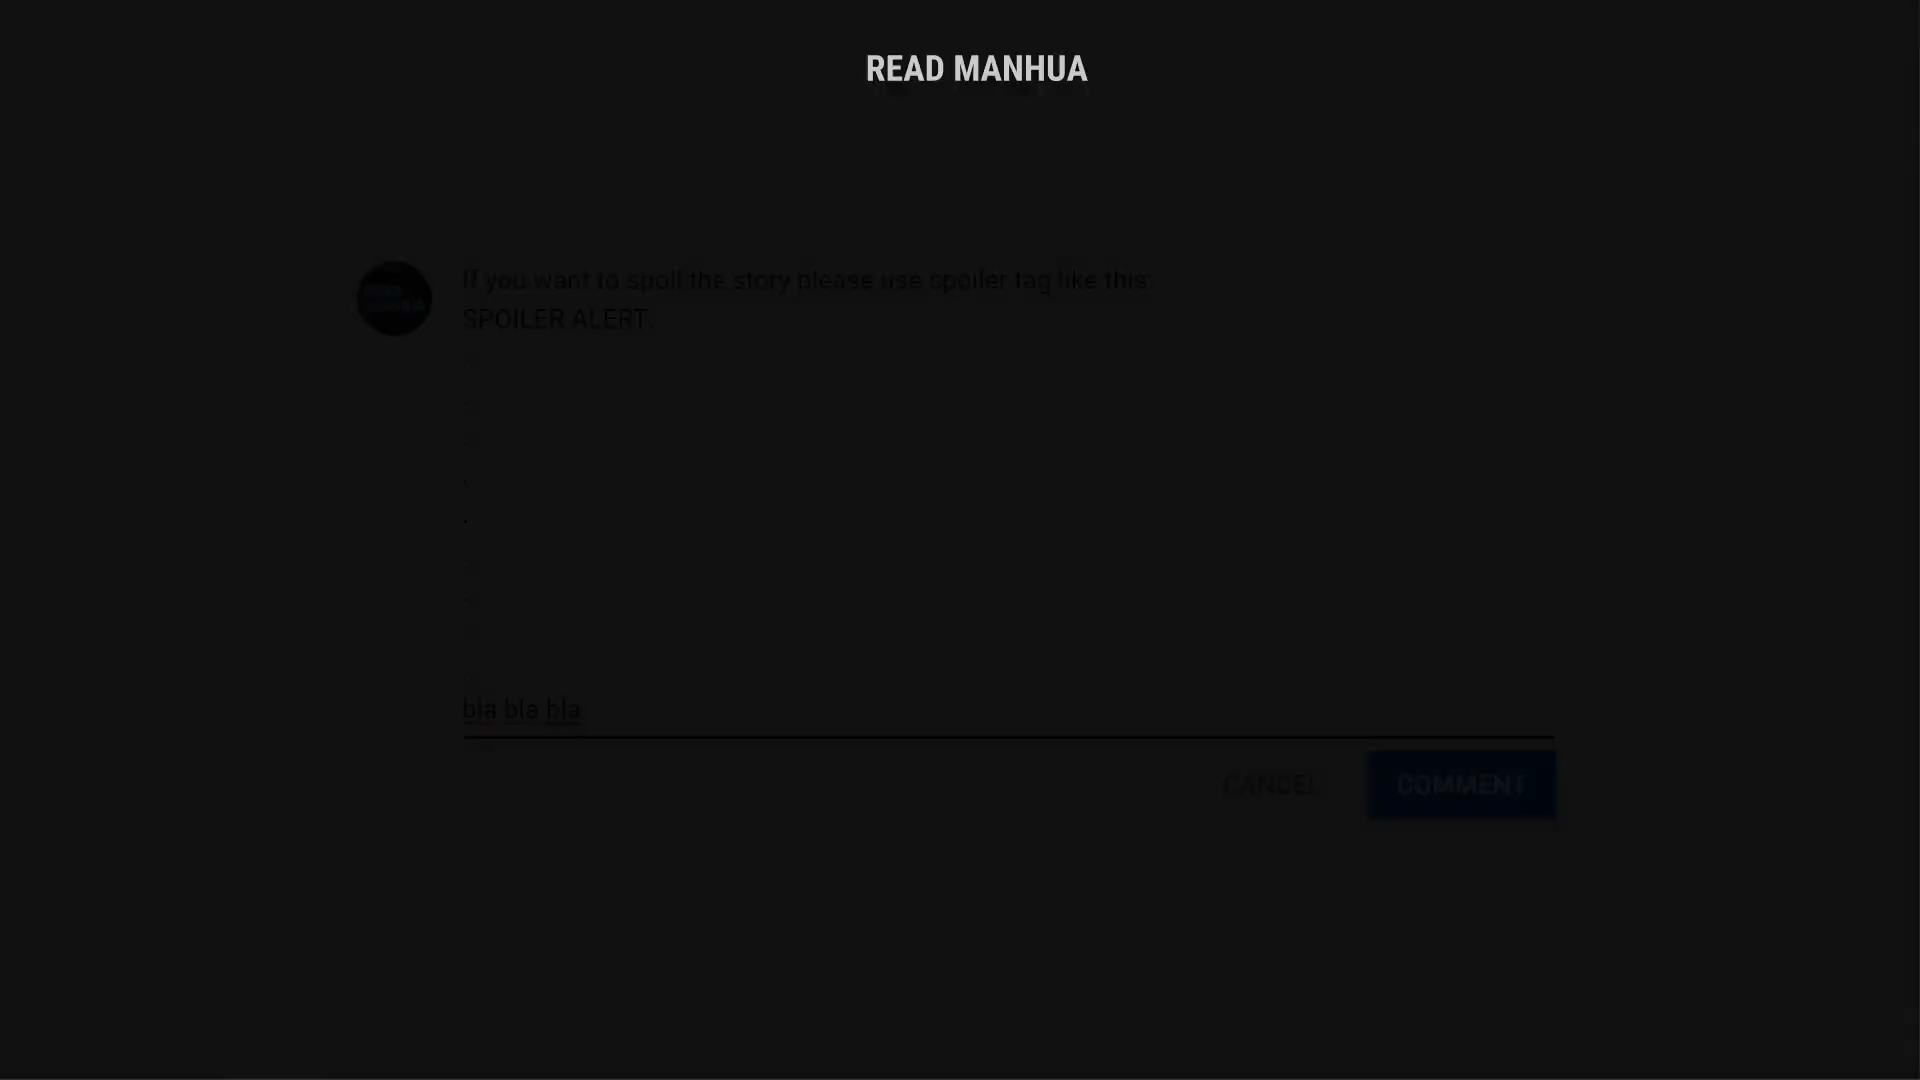 READ MANHUA
If you want to spoil the story please use spoiler tag like this:
SPOILER ALERT.
.
.
.
.
.
.
.
.
.
bla bla bla
CANCEL
COMMENT